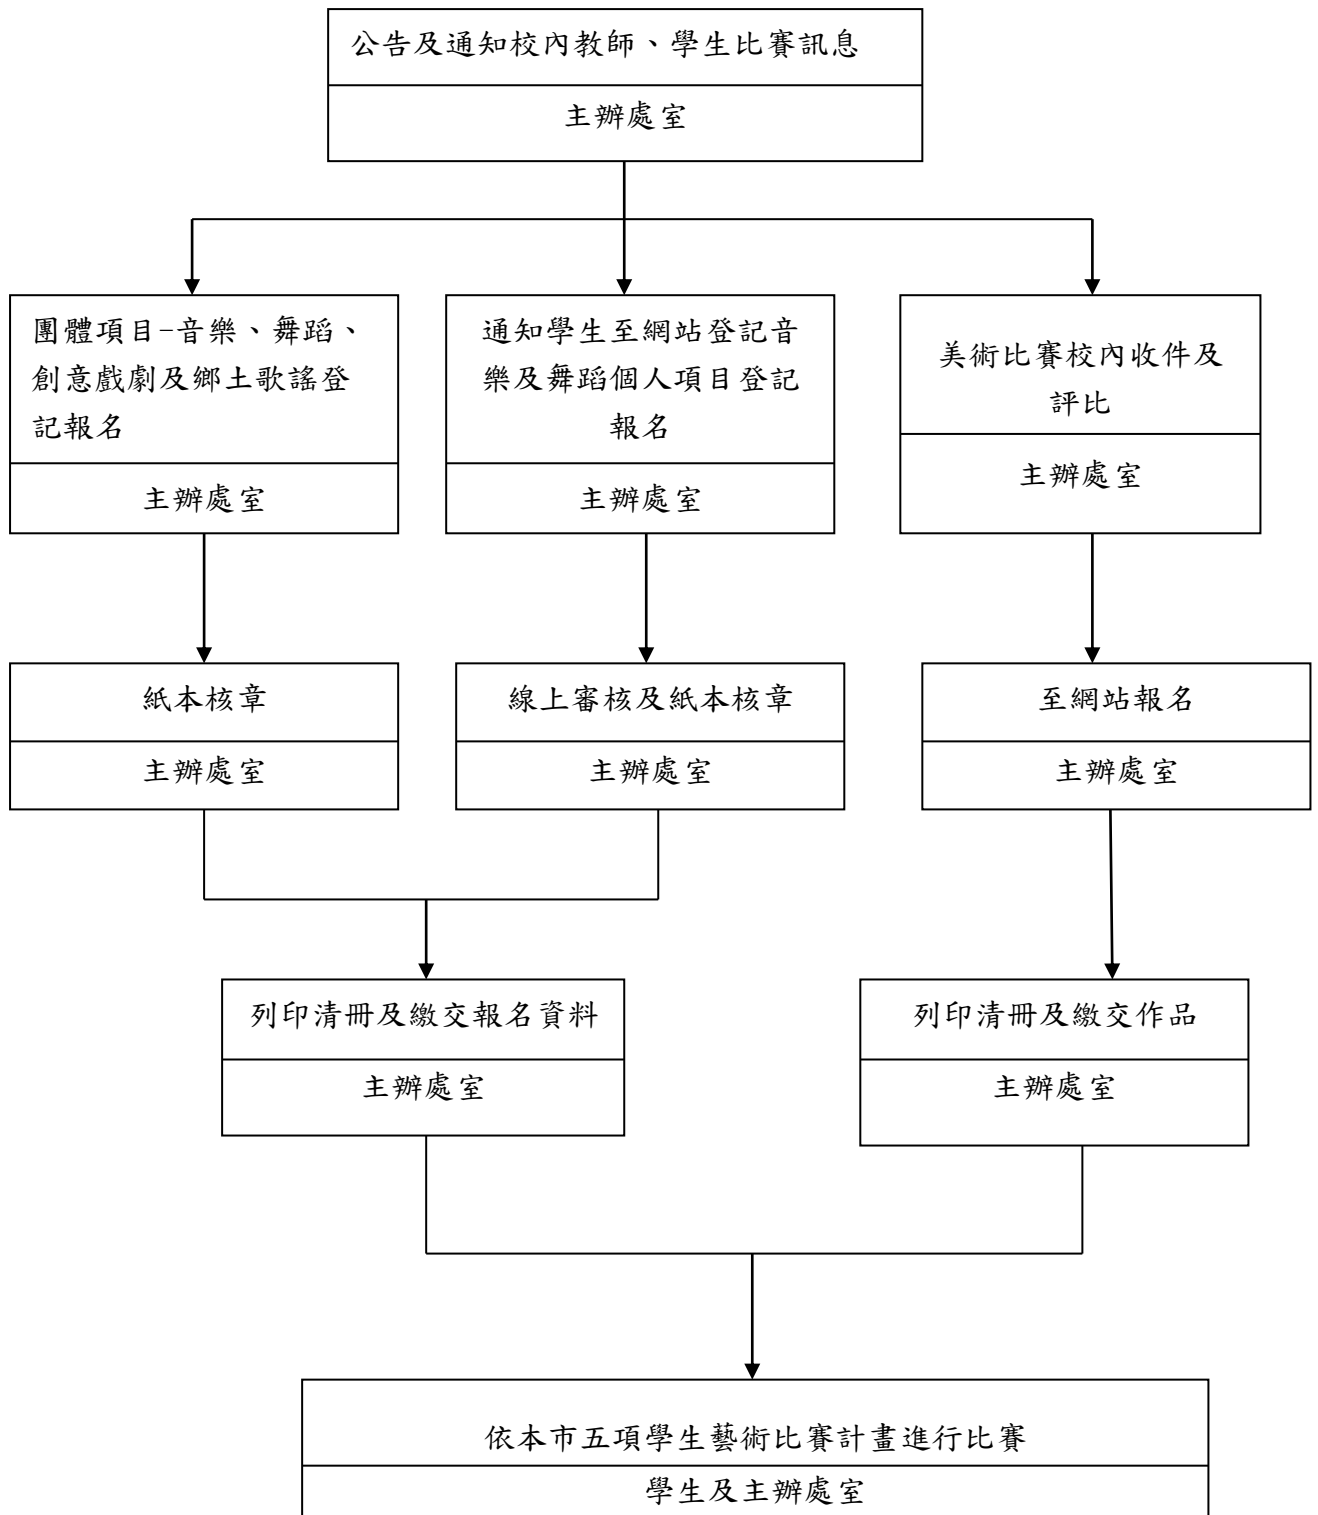 公告及通知校內教師、學生比賽訊息
主辦處室
團體項目-音樂、舞蹈、
創意戲劇及鄉土歌謠登
記報名
主辦處室
通知學生至網站登記音
樂及舞蹈個人項目登記
報名
主辦處室
美術比賽校內收件及
評比
主辦處室
紙本核章
主辦處室
線上審核及紙本核章
主辦處室
至網站報名
主辦處室
列印清冊及繳交報名資料
主辦處室
列印清冊及繳交作品
主辦處室
依本市五項學生藝術比賽計畫進行比賽
學生及主辦處室